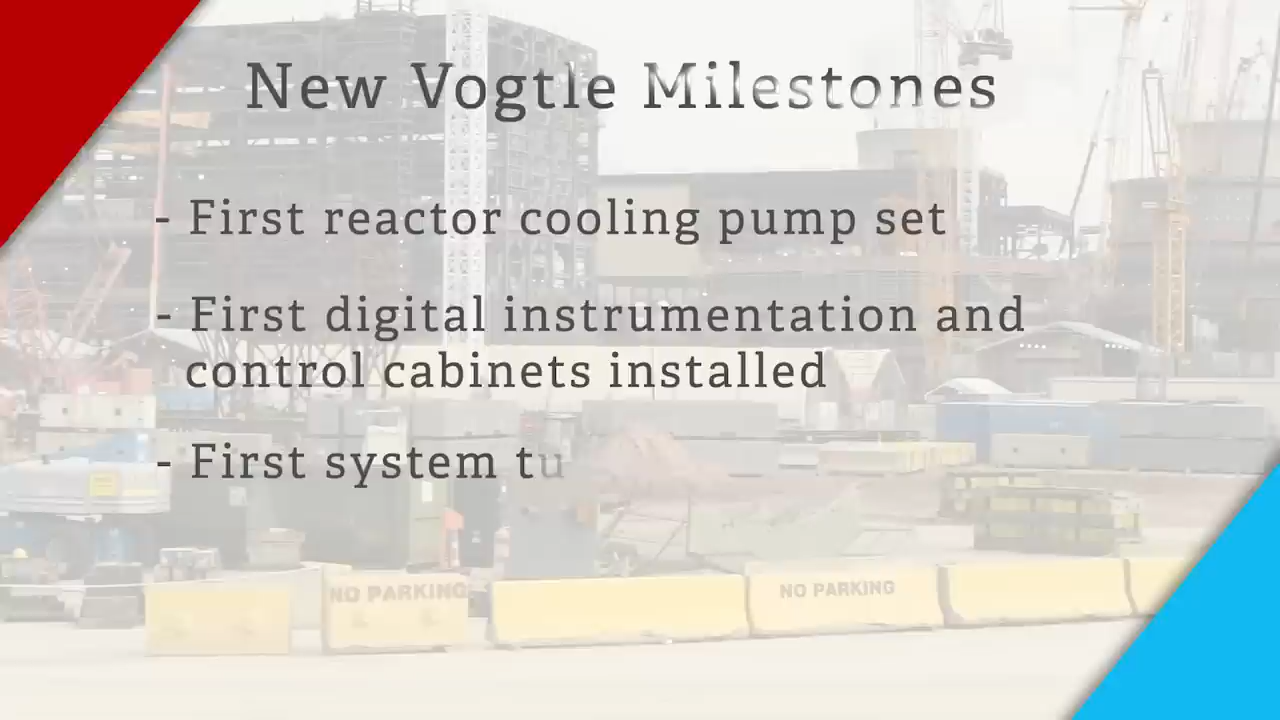 New Vogtle Milestones
- First reactor cooling pump set
- First digital instrumentation and
control cabinets installed
- First system tu
NO PARKING
NO PARKING